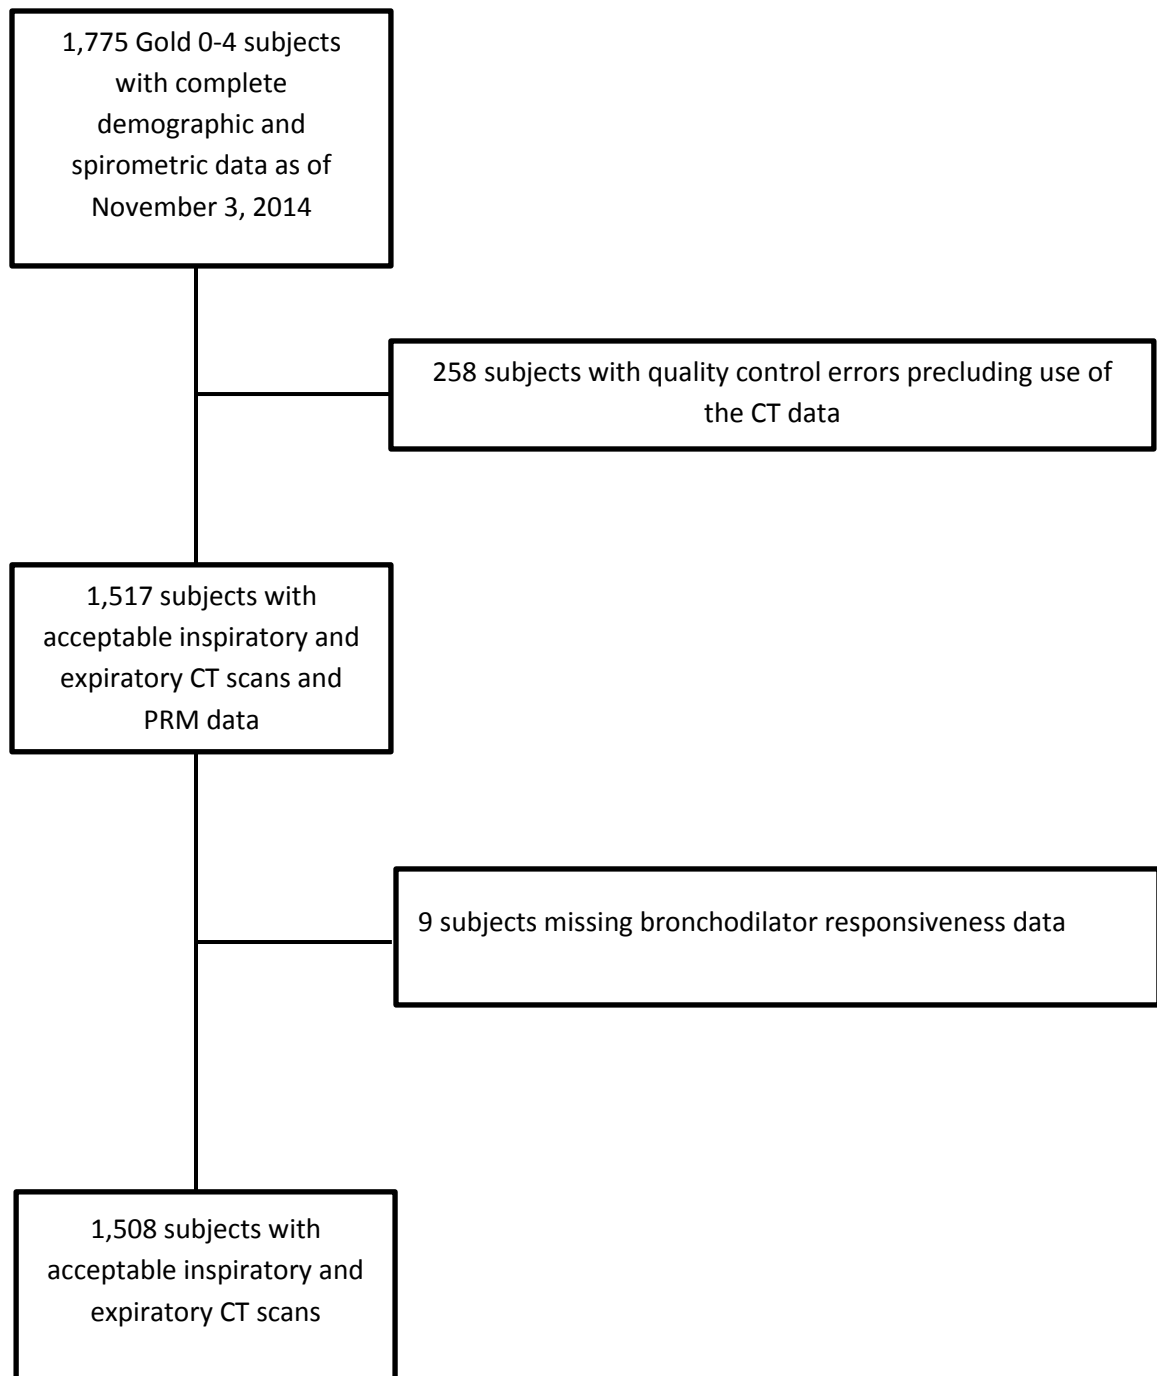 1,775 Gold 0-4 subjects
with complete
demographic and
spirometric data as of
November 3, 2014
258 subjects with quality control errors precluding use of
the CT data
1,517 subjects with
acceptable inspiratory and
expiratory CT scans and
PRM data
9 subjects missing bronchodilator responsiveness data
1,508 subjects with
acceptable inspiratory and
expiratory CT scans